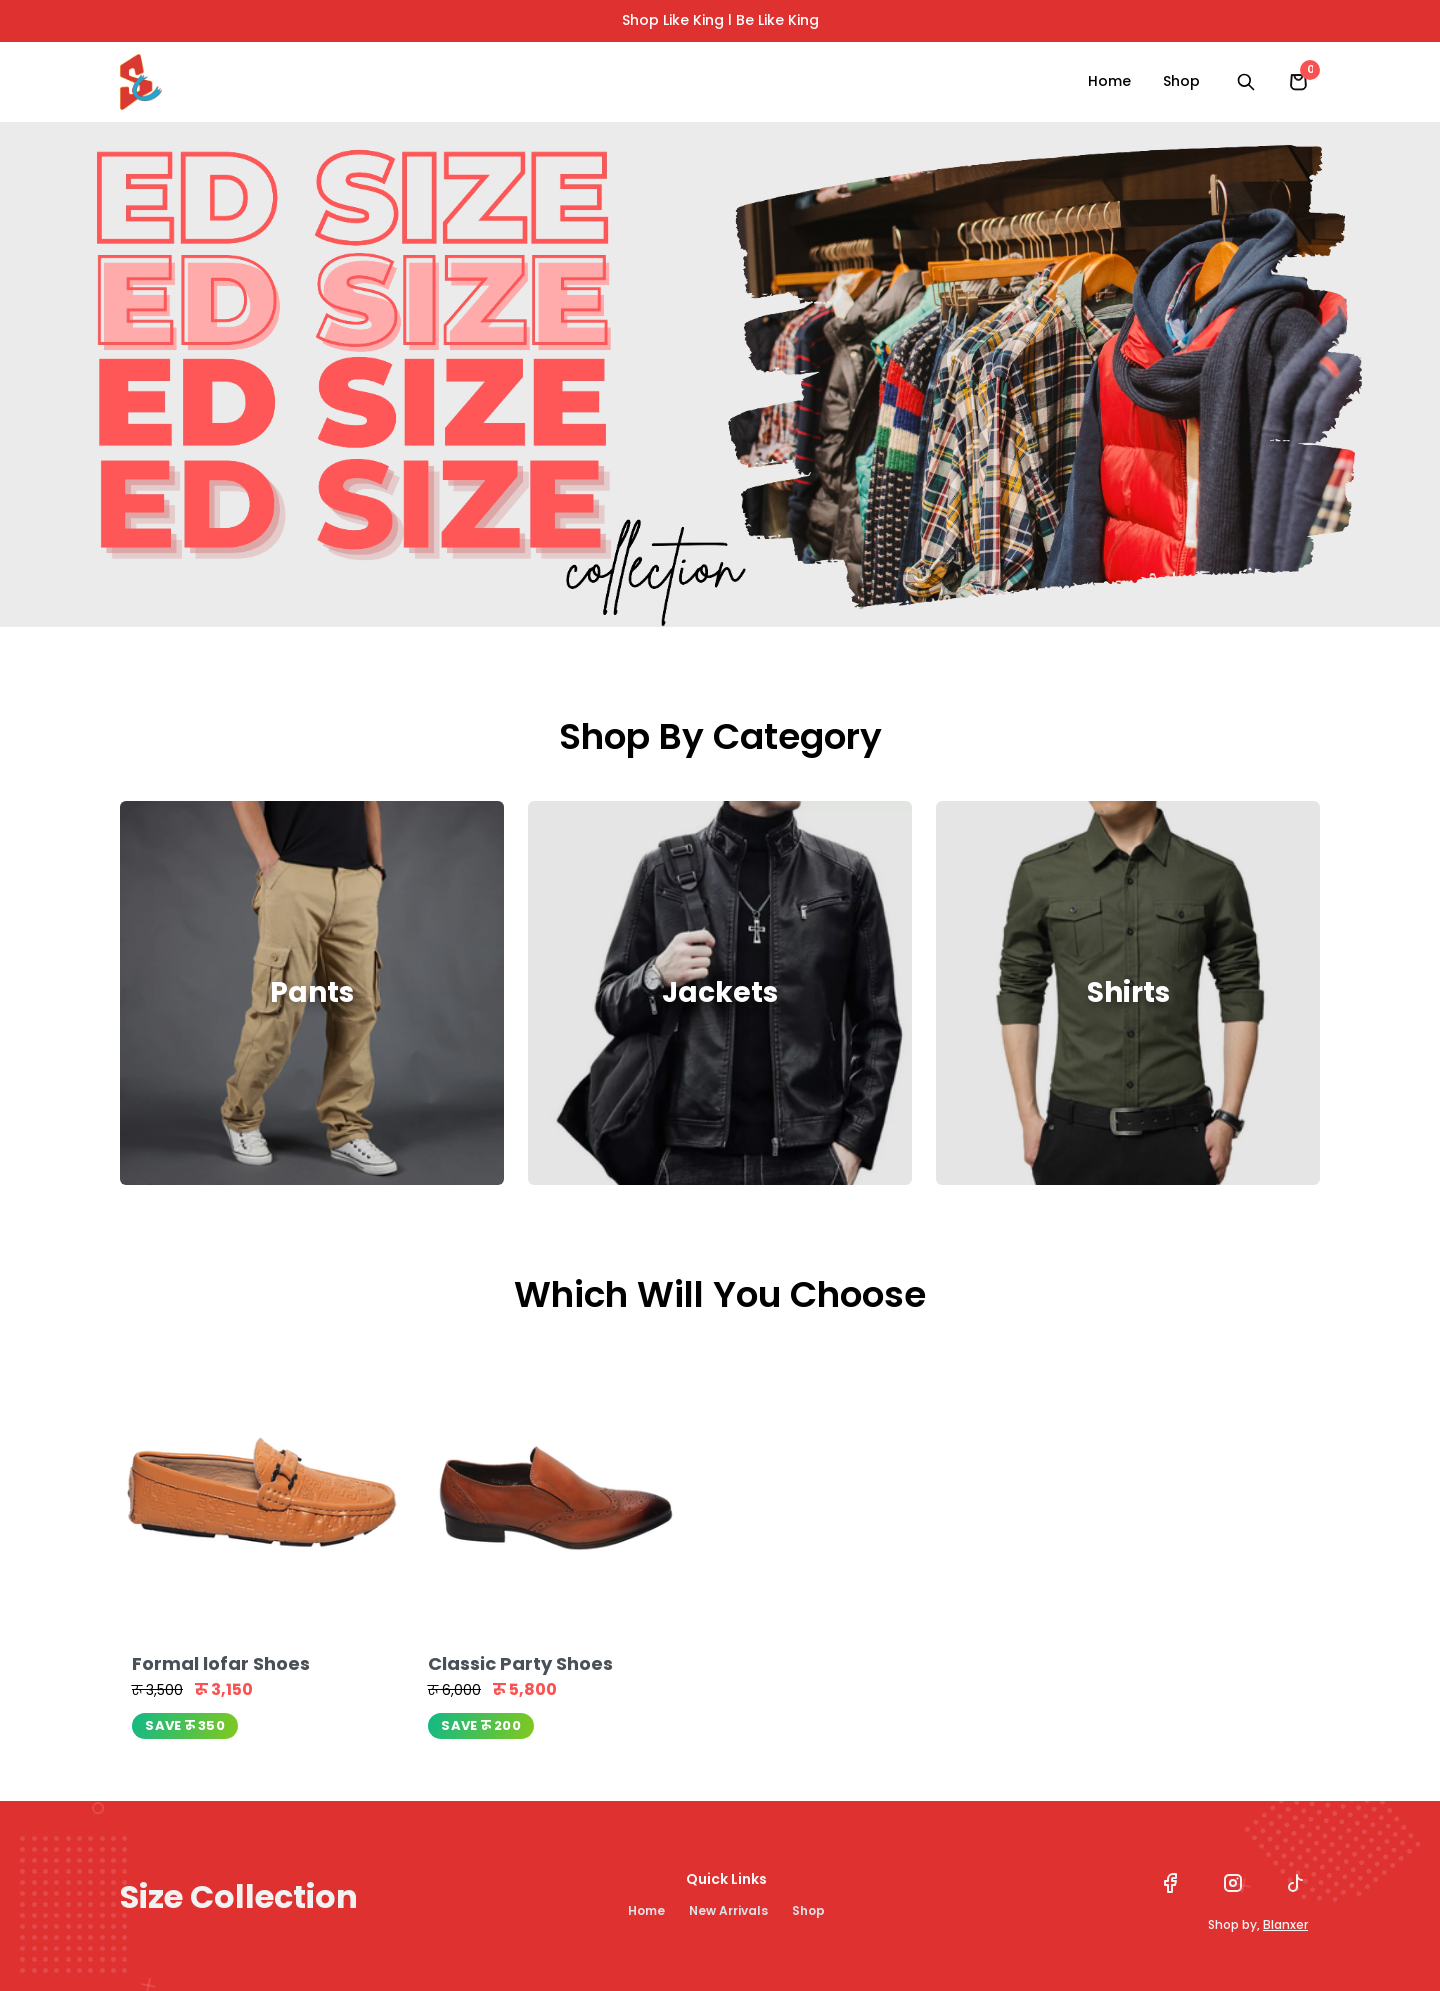 Shop Like King l Be Like King
Home Shop 0
ED SIZE
ED SIZE
ED SIZE
ED SIZE
collection
Shop By Category
Pants
Jackets
Shirts
Which Will You Choose
Formal lofar Shoes
रू 3,500 रू 3,150
SAVE रू 350
Classic Party Shoes
रू 6,000 रू 5,800
SAVE रू 200
Size Collection
Quick Links
Home New Arrivals Shop
Shop by, Blanxer